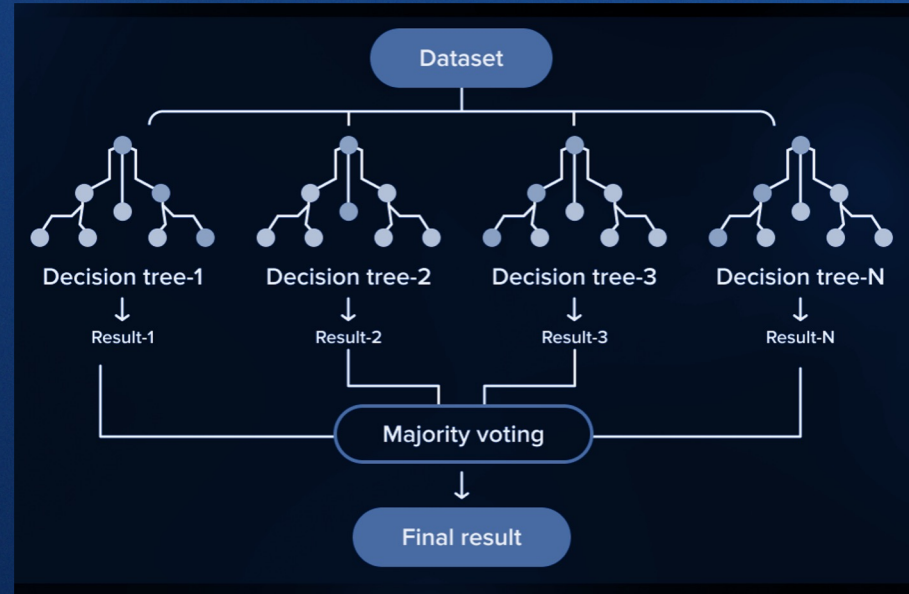 Dataset
Decision tree-1
Decision tree-2
Decision tree-3
Decision tree-N
Result-1
Result-2
Result-3
Result-N
Majority voting
Final result